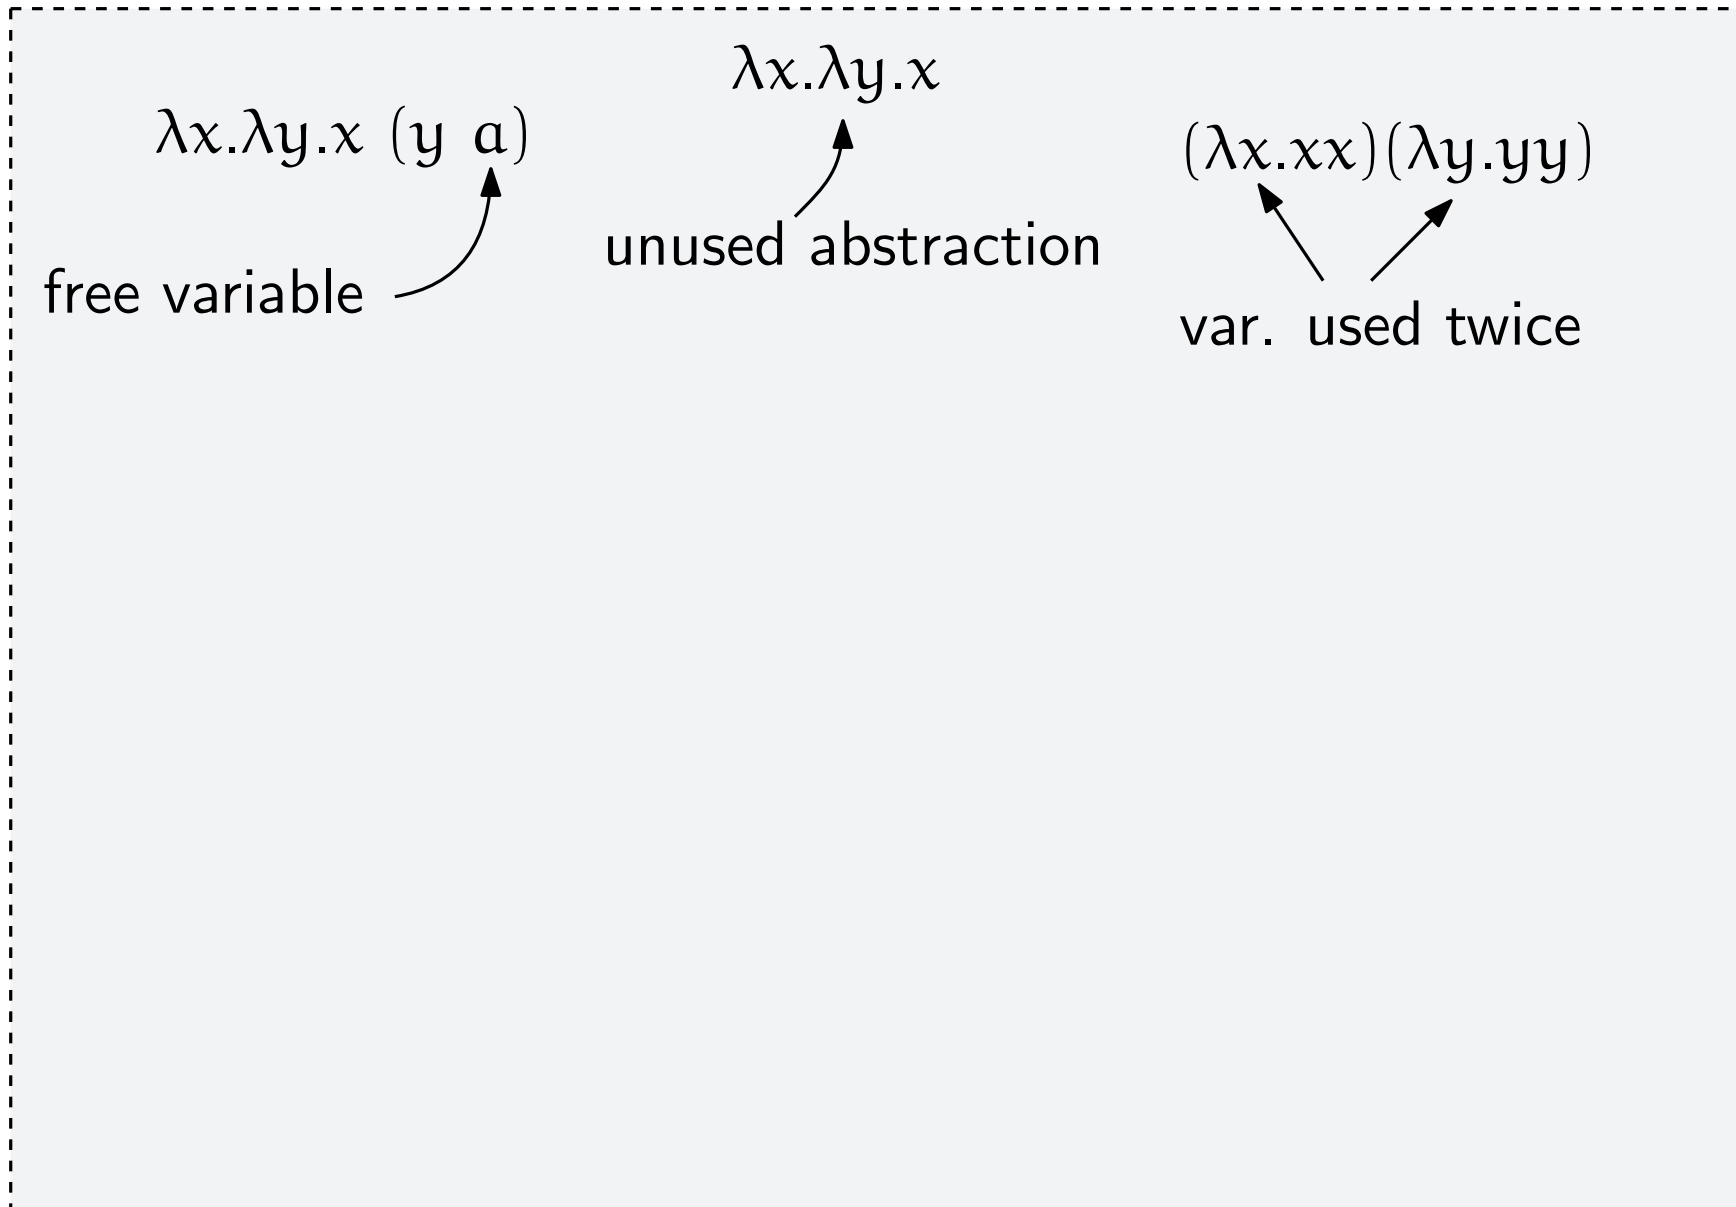 λx.λy.x
λx.λy.x (y a)
(λx.xx)(λy.yy)
unused abstraction
free variable
var. used twice